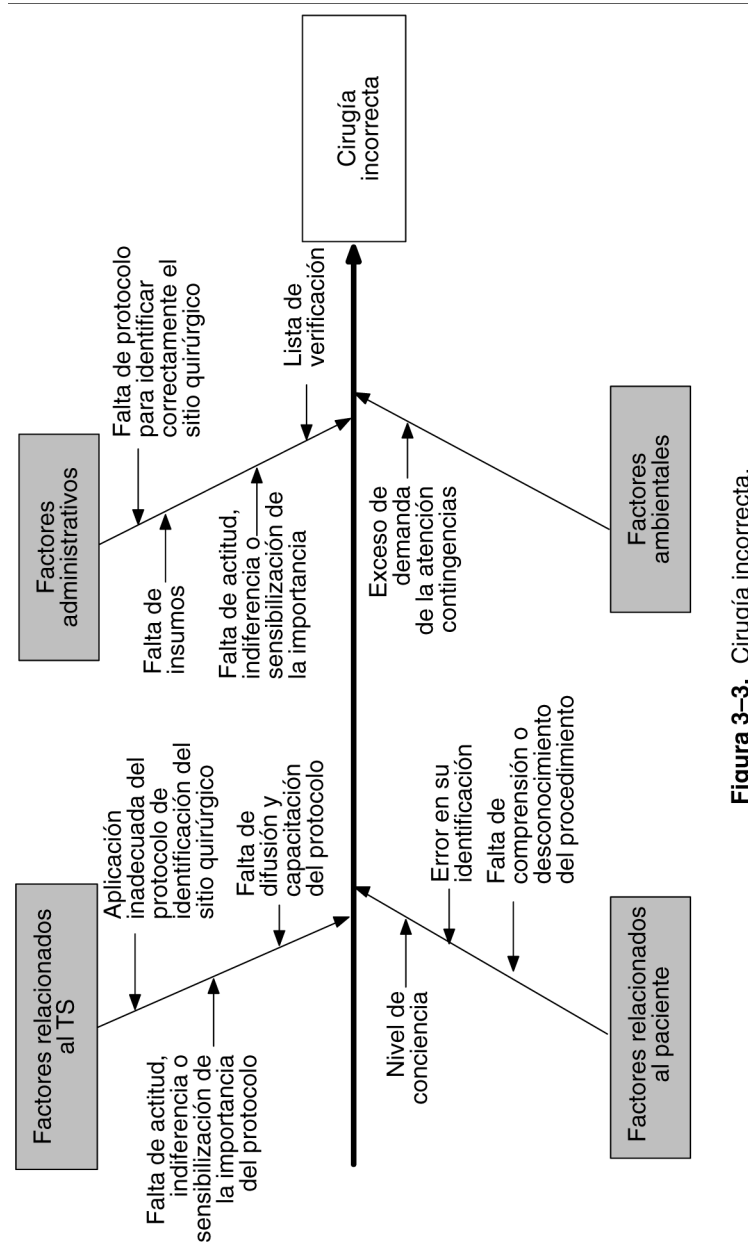 Factores relacionados
al TS
Aplicación
inadecuada del
protocolo de
identificación del
sitio quirúrgico
Falta de actitud,
indiferencia o
sensibilización de
la importancia
del protocolo
Falta de
difusión y
capacitación
del protocolo
Factores
administrativos
Falta de protocolo
para identificar
correctamente el
sitio quirúrgico
Falta de
insumos
Falta de actitud,
indiferencia o
sensibilización de
la importancia
Lista de
verificación
Cirugía
incorrecta
Nivel de
conciencia
Error en su
identificación
Falta de
comprensión o
desconocimiento
del procedimiento
Factores relacionados
al paciente
Exceso de
demanda
de la atención
contingencias
Factores
ambientales
Figura 3–3. Cirugía incorrecta.